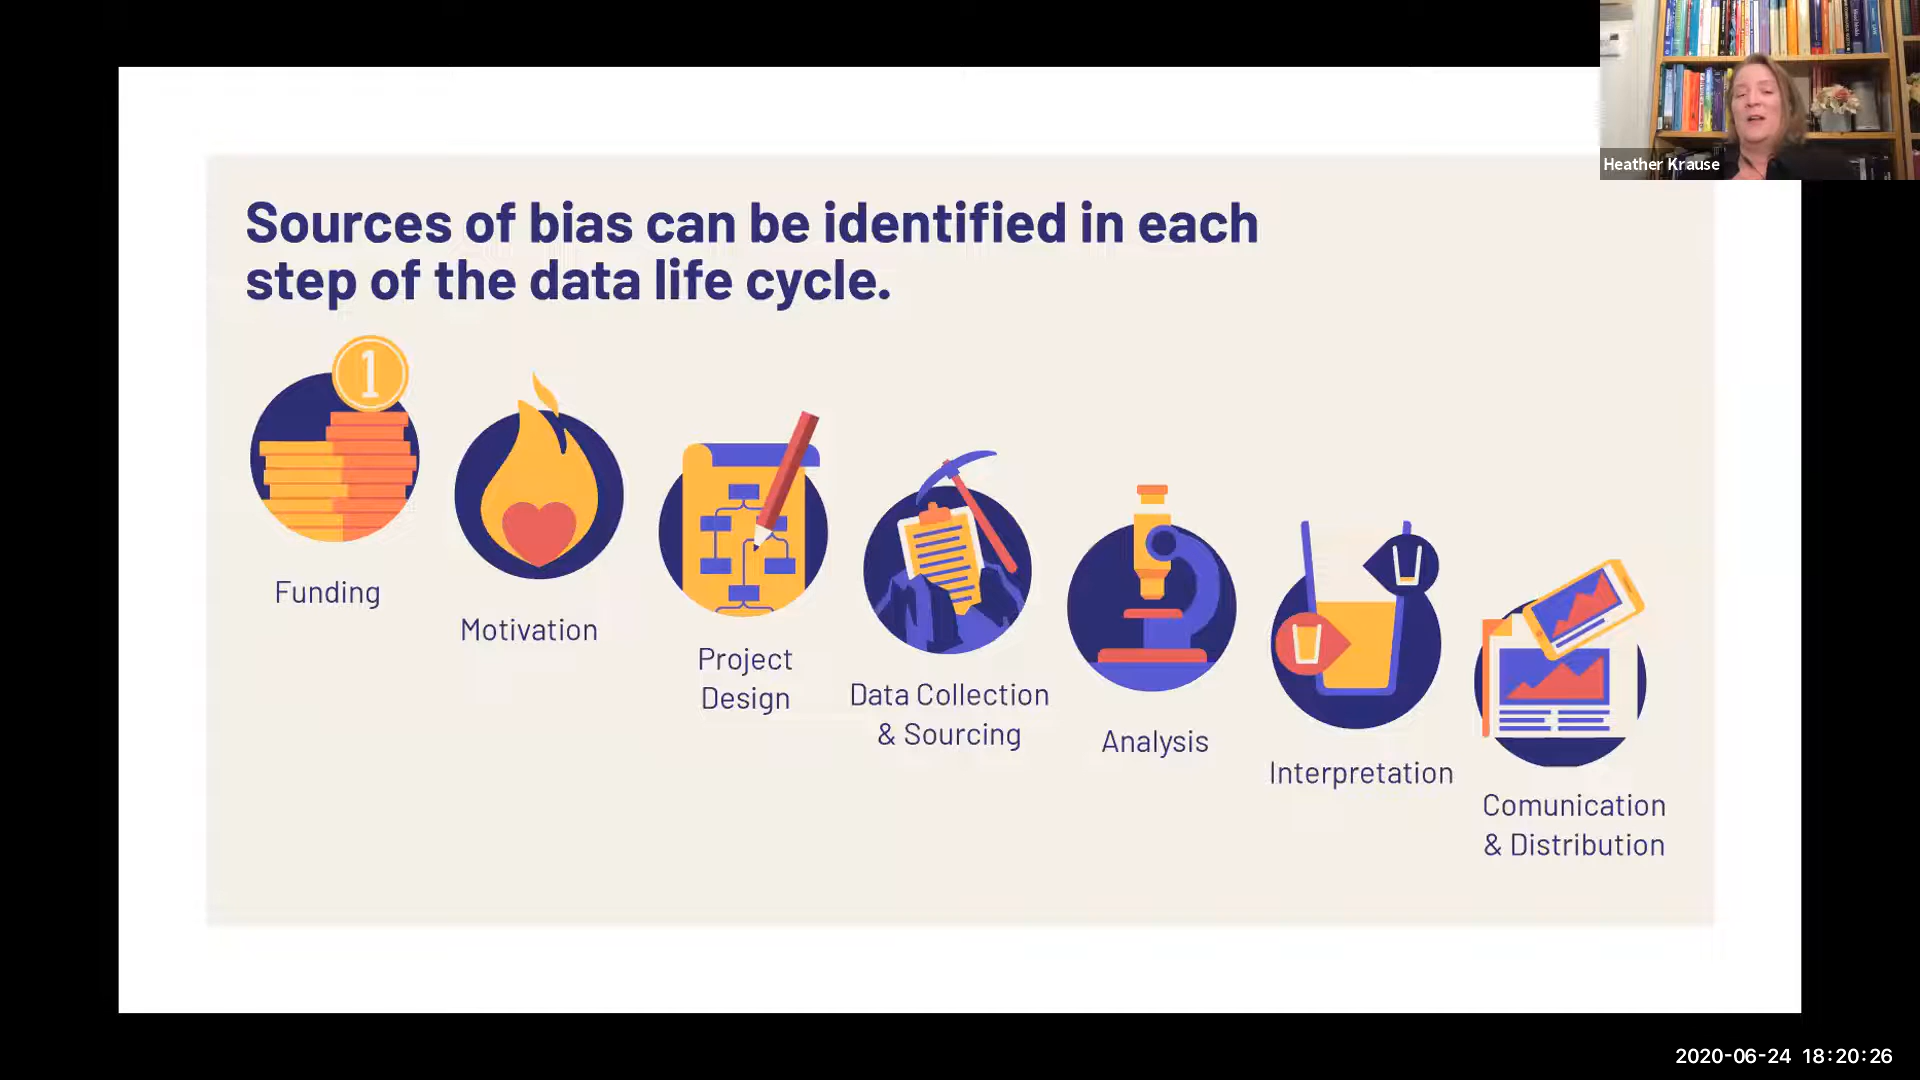 Heather Krause
Sources of bias can be identified in each
step of the data life cycle.
1
Funding
Motivation
Project
Design
Data Collection
& Sourcing
Analysis
Interpretation
Comunication
& Distribution
2020-06-24 18:20:26